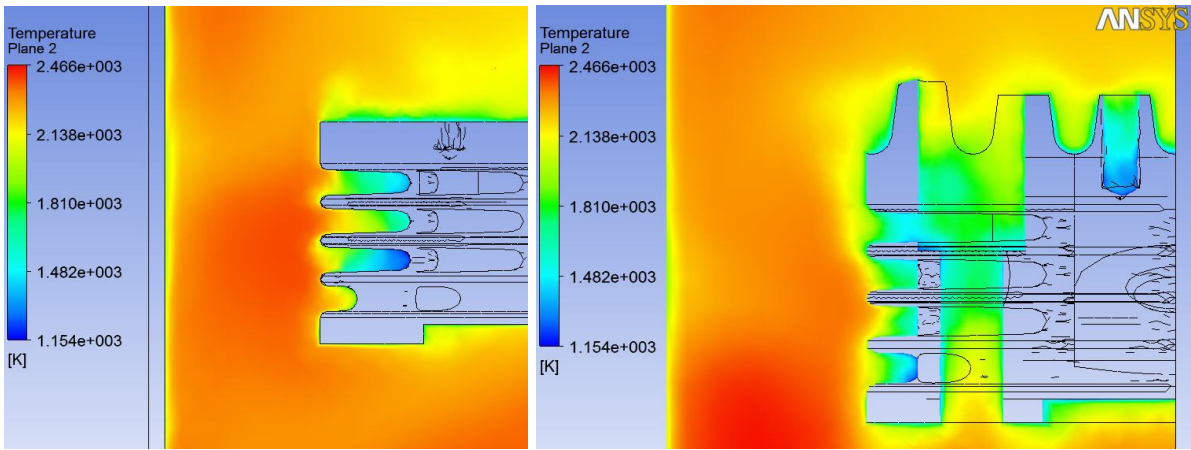 Temperature
Plane 2
2.466e+003
2.138e+003
1.810e+003
1.482e+003
1.154e+003
[K]
ANSYS
Temperature
Plane 2
2.466e+003
2.138e+003
1.810e+003
1.482e+003
1.154e+003
[K]